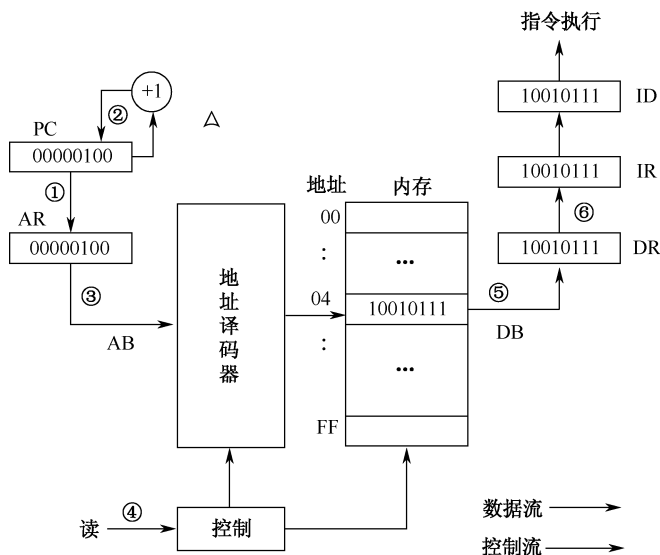 指令执行
10010111 ID
+1
②
PC
00000100
10010111 IR
①
地址 内存
00
⑥
AR
00000100
10010111 DR
:
...
③
地址译码器
04
10010111
⑤
AB
DB
:
...
FF
读
④
控制
数据流
控制流